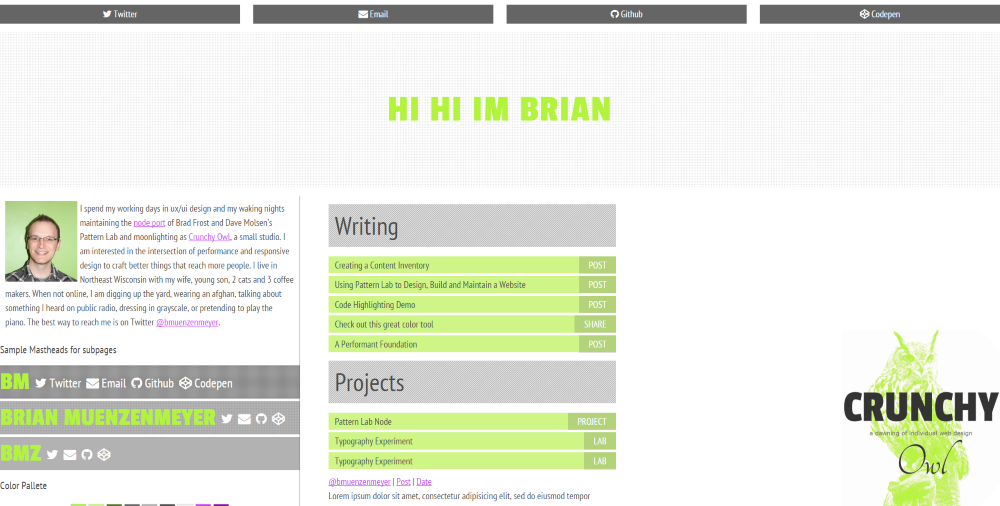 Twitter
Email
Github
Codepen
HI HI IM BRIAN
I spend my working days in ux/ui design and my waking nights
maintaining the node port of Brad Frost and Dave Molsen's
Pattern Lab and moonlighting as Crunchy Owl, a small studio. I
am interested in the intersection of performance and responsive
design to craft better things that reach more people. I live in
Northeast Wisconsin with my wife, young son, 2 cats and 3 coffee
makers. When not online, I am digging up the yard, wearing an afghan, talking about
something I heard on public radio, dressing in grayscale, or pretending to play the
piano. The best way to reach me is on Twitter @bmuenzenmeyer.
Sample Mastheads for subpages
BM Twitter Email Github Codepen
BRIAN MUENZENMEYER
BMZ
Color Pallete
Writing
Creating a Content Inventory POST
Using Pattern Lab to Design, Build and Maintain a Website POST
Code Highlighting Demo POST
Check out this great color tool SHARE
A Performant Foundation POST
Projects
Pattern Lab Node PROJECT
Typography Experiment LAB
Typography Experiment LAB
@bmuenzenmeyer | Post | Date
Lorem ipsum dolor sit amet, consectetur adipisicing elit, sed do eiusmod tempor
CRUNCHY
a cawning of individual web design
Owl